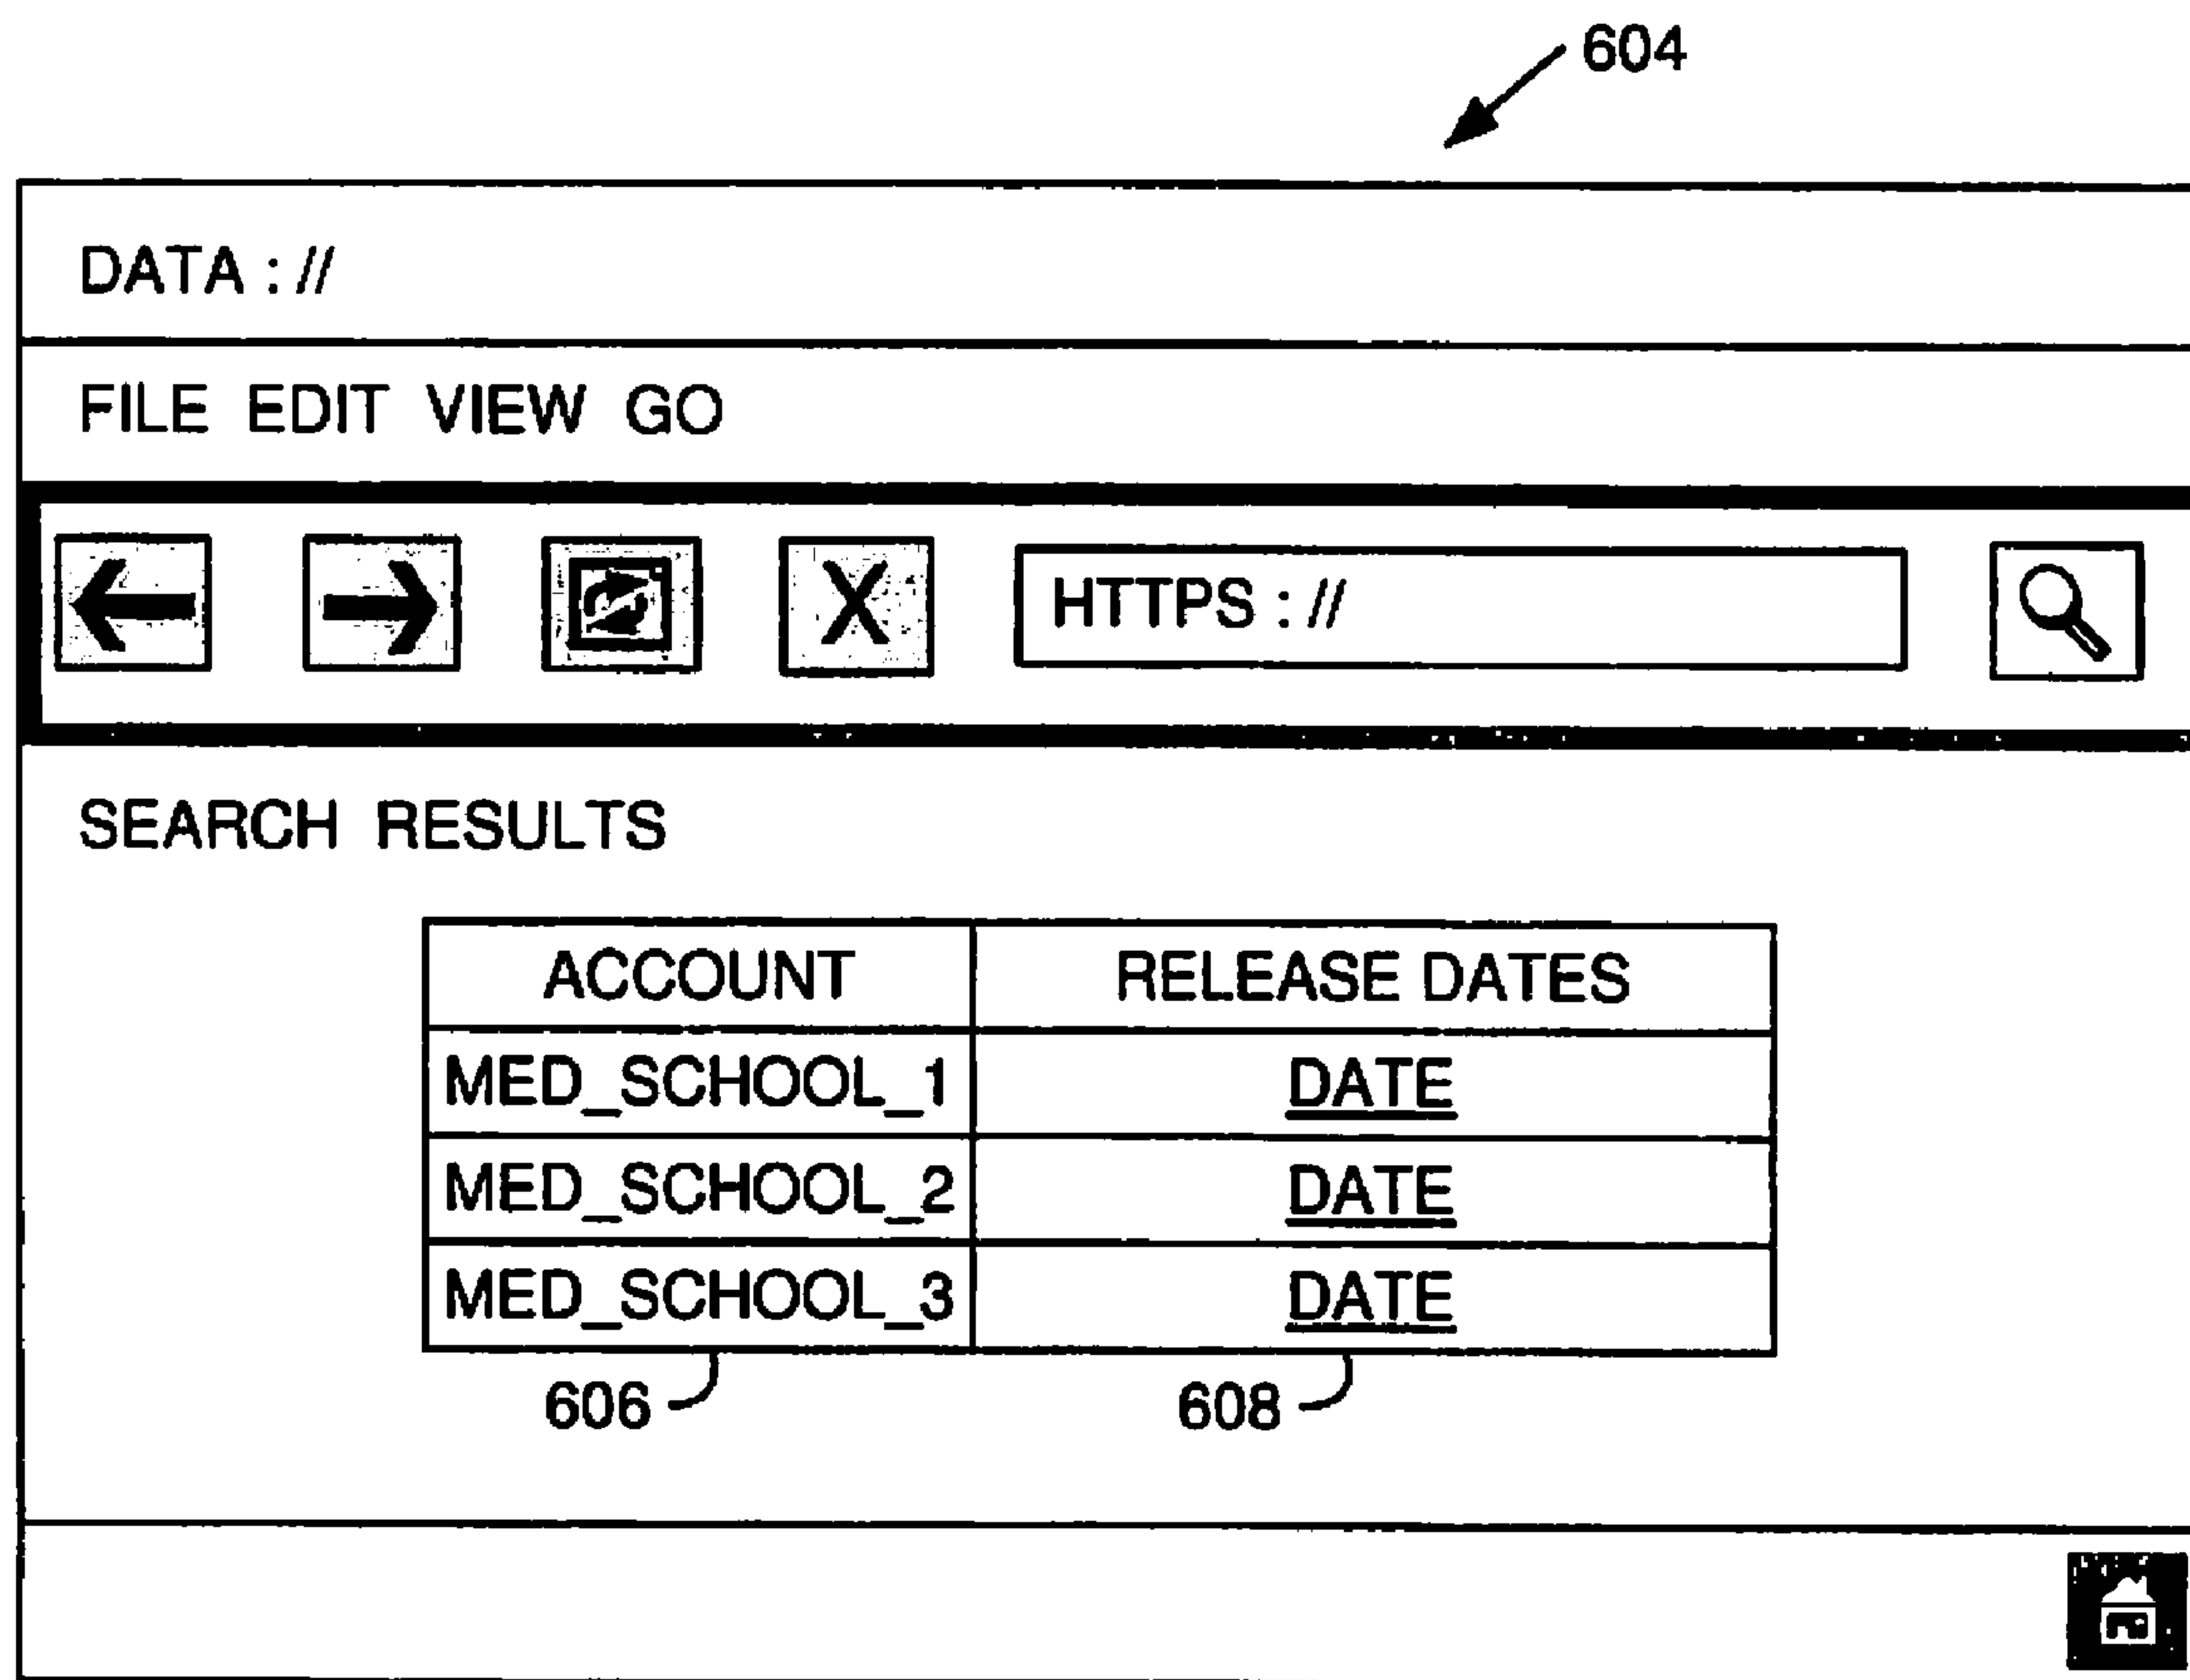 604
DATA : //
FILE EDIT VIEW GO
X HTTPS : //
SEARCH RESULTS
ACCOUNT RELEASE DATES
MED_SCHOOL_1 DATE
MED_SCHOOL_2 DATE
MED_SCHOOL_3 DATE
606 608